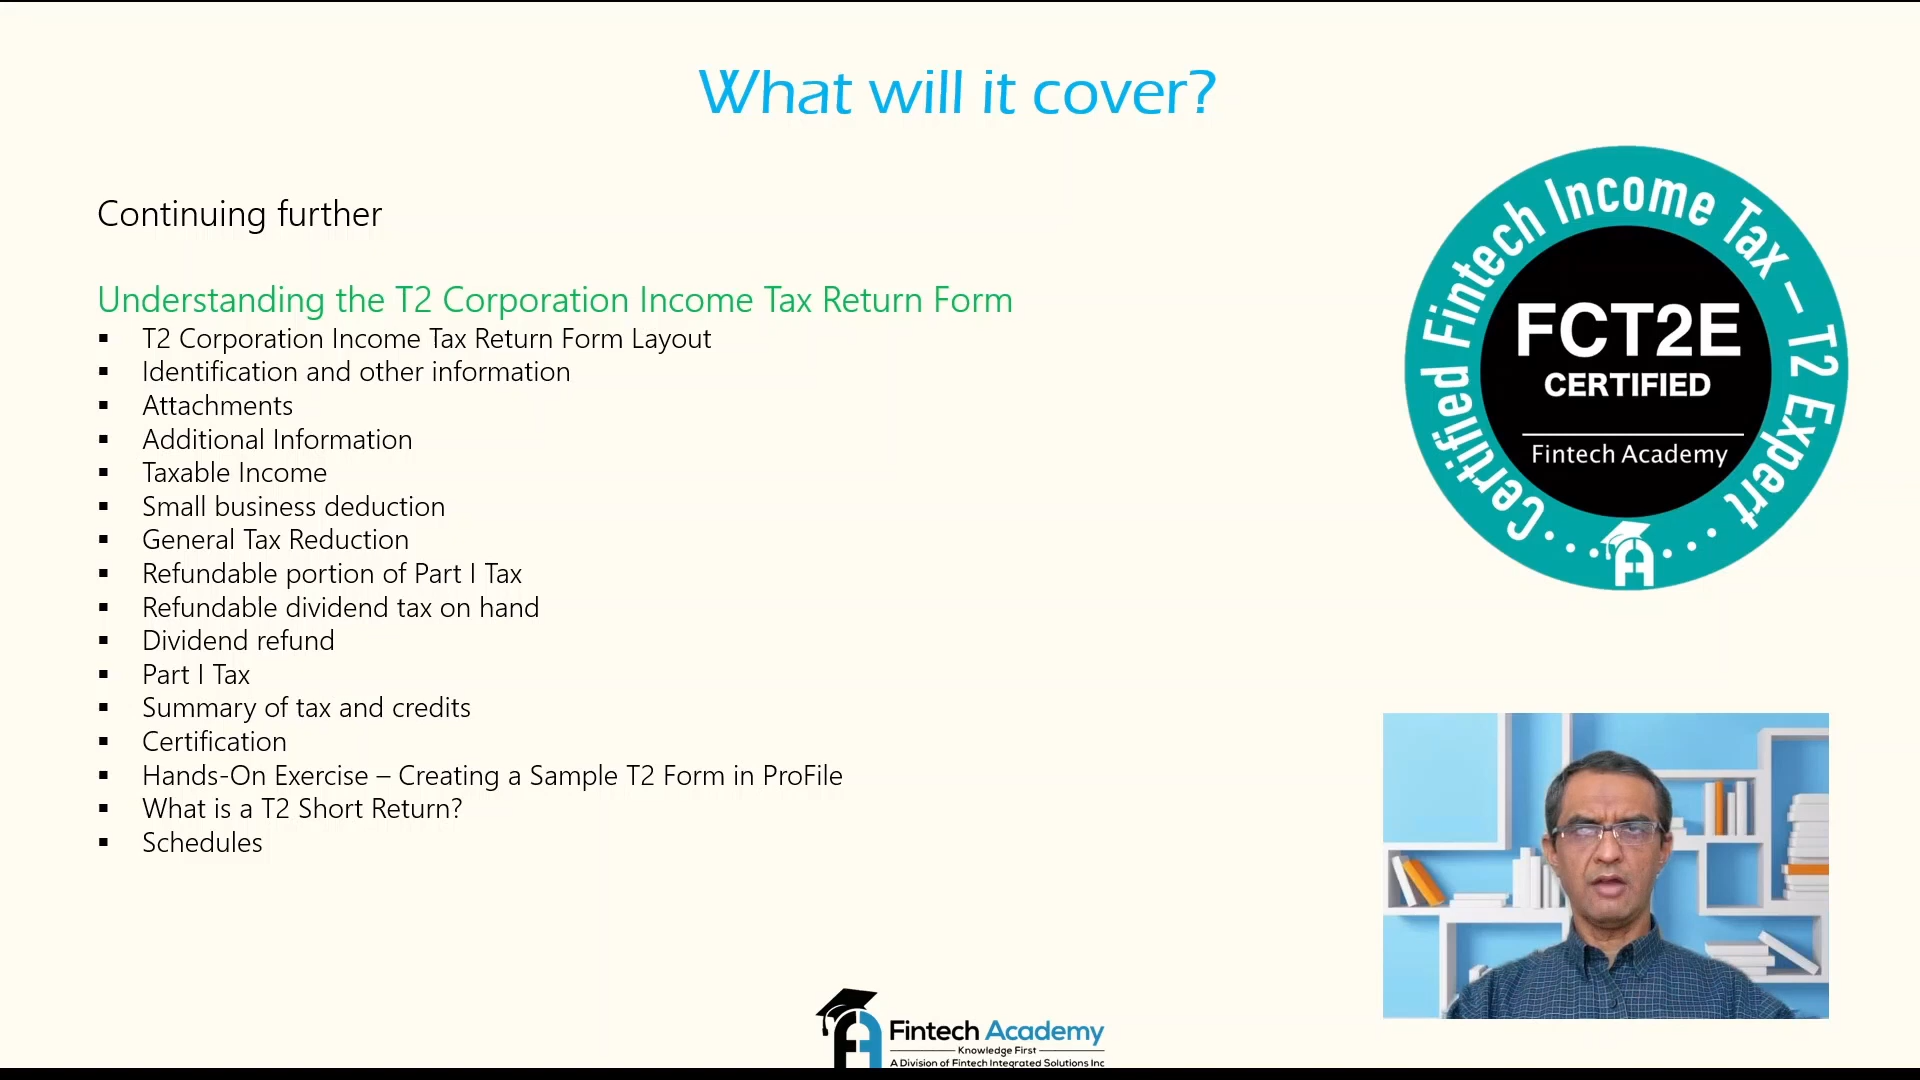 What will it cover?
Continuing further
Understanding the T2 Corporation Income Tax Return Form
▪ T2 Corporation Income Tax Return Form Layout
▪ Identification and other information
▪ Attachments
▪ Additional Information
▪ Taxable Income
▪ Small business deduction
▪ General Tax Reduction
▪ Refundable portion of Part I Tax
▪ Refundable dividend tax on hand
▪ Dividend refund
▪ Part I Tax
▪ Summary of tax and credits
▪ Certification
▪ Hands-On Exercise – Creating a Sample T2 Form in ProFile
▪ What is a T2 Short Return?
▪ Schedules
Certified Fintech Income Tax – T2 Expert
FCT2E
CERTIFIED
Fintech Academy
Fintech Academy
Knowledge First
A Division of Fintech Integrated Solutions Inc